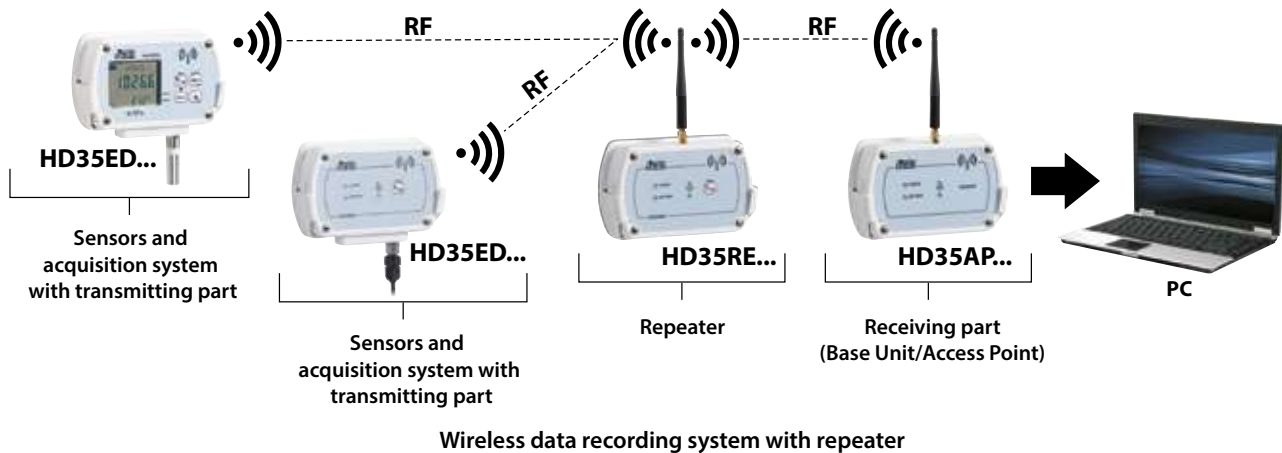 RF
RF
RF
HD35ED...
Sensors and
acquisition system
with transmitting part
HD35ED...
Sensors and
acquisition system with
transmitting part
HD35RE...
Repeater
HD35AP...
Receiving part
(Base Unit/Access Point)
PC
Wireless data recording system with repeater